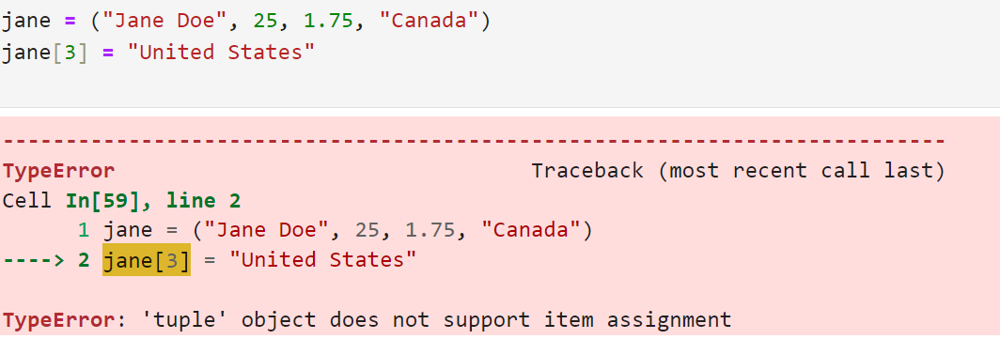 jane = ("Jane Doe", 25, 1.75, "Canada")
jane[3] = "United States"
---------------------------------------------------------------------------
TypeError                                 Traceback (most recent call last)
Cell In[59], line 2
      1 jane = ("Jane Doe", 25, 1.75, "Canada")
----> 2 jane[3] = "United States"
TypeError: 'tuple' object does not support item assignment